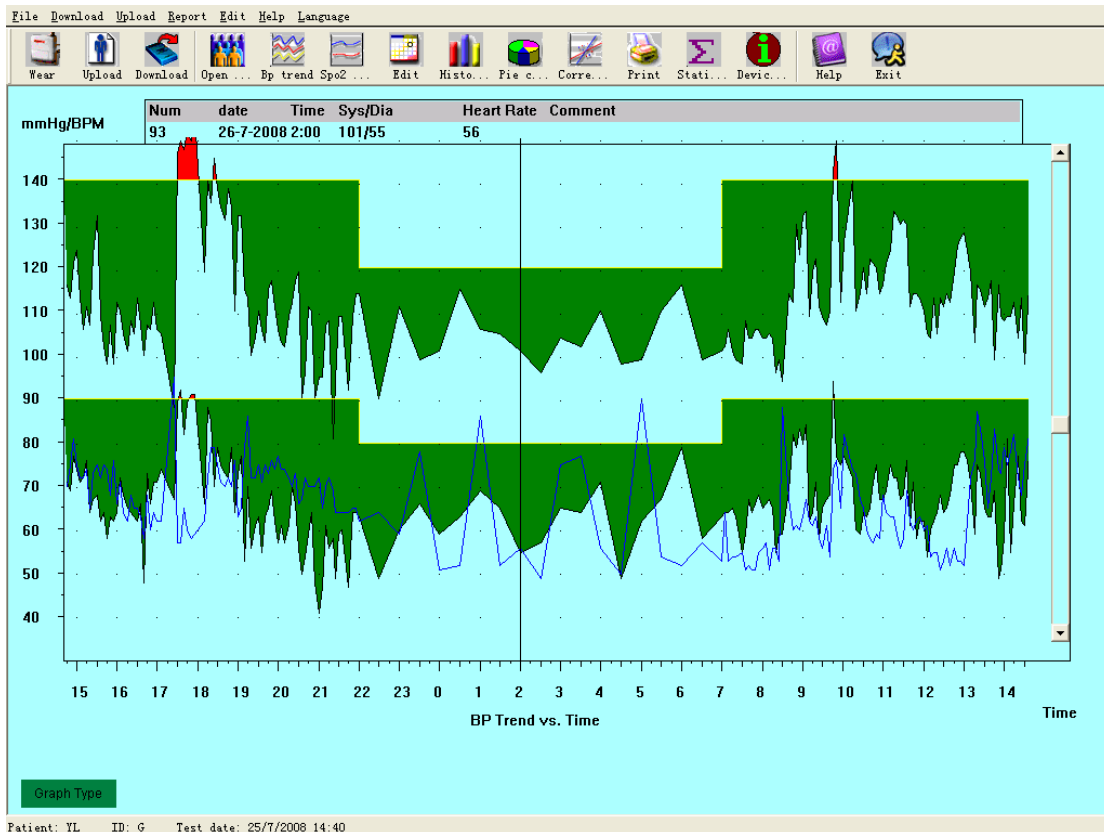 File Download Upload Report Edit Help Language
Wear Upload Download Open ... Bp trend Spo2 ... Edit Histo... Pie c... Corre... Print Stati... Devic... Help Exit
Num date Time Sys/Dia Heart Rate Comment
mmHg/BPM
93 26-7-2008 2:00 101/55 56
140
130
120
110
100
90
80
70
60
50
40
15 16 17 18 19 20 21 22 23 0 1 2 3 4 5 6 7 8 9 10 11 12 13 14
Time
BP Trend vs. Time
Graph Type
Patient: YL ID: G Test date: 25/7/2008 14:40